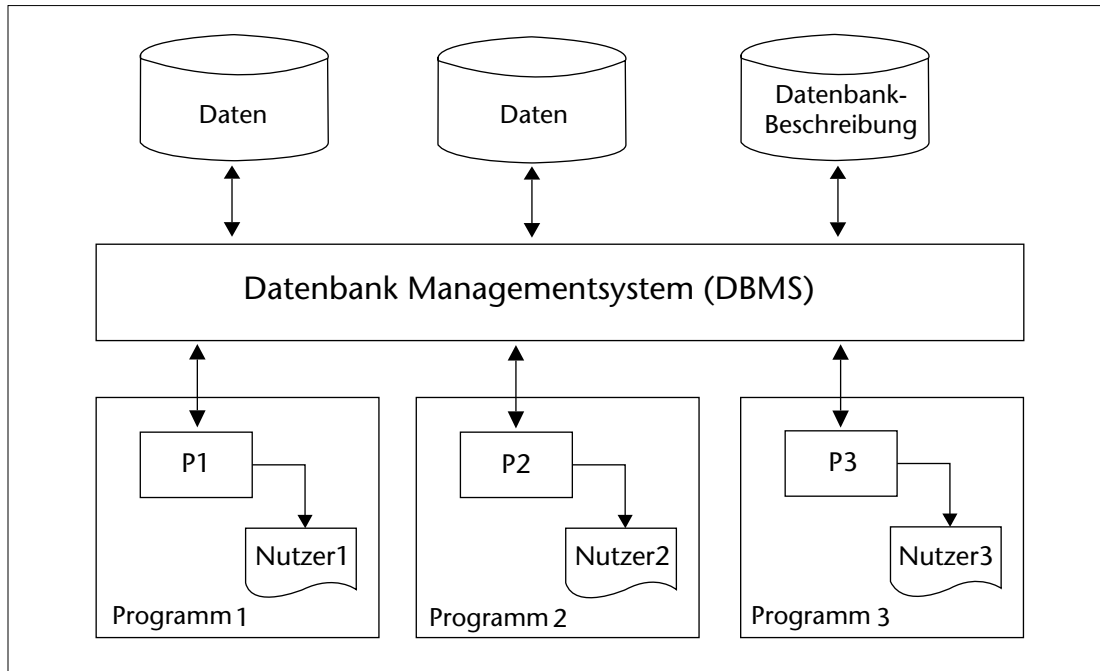 Daten
Daten
Datenbank-
Beschreibung
Datenbank Managementsystem (DBMS)
P1
Nutzer1
Programm 1
P2
Nutzer2
Programm 2
P3
Nutzer3
Programm 3